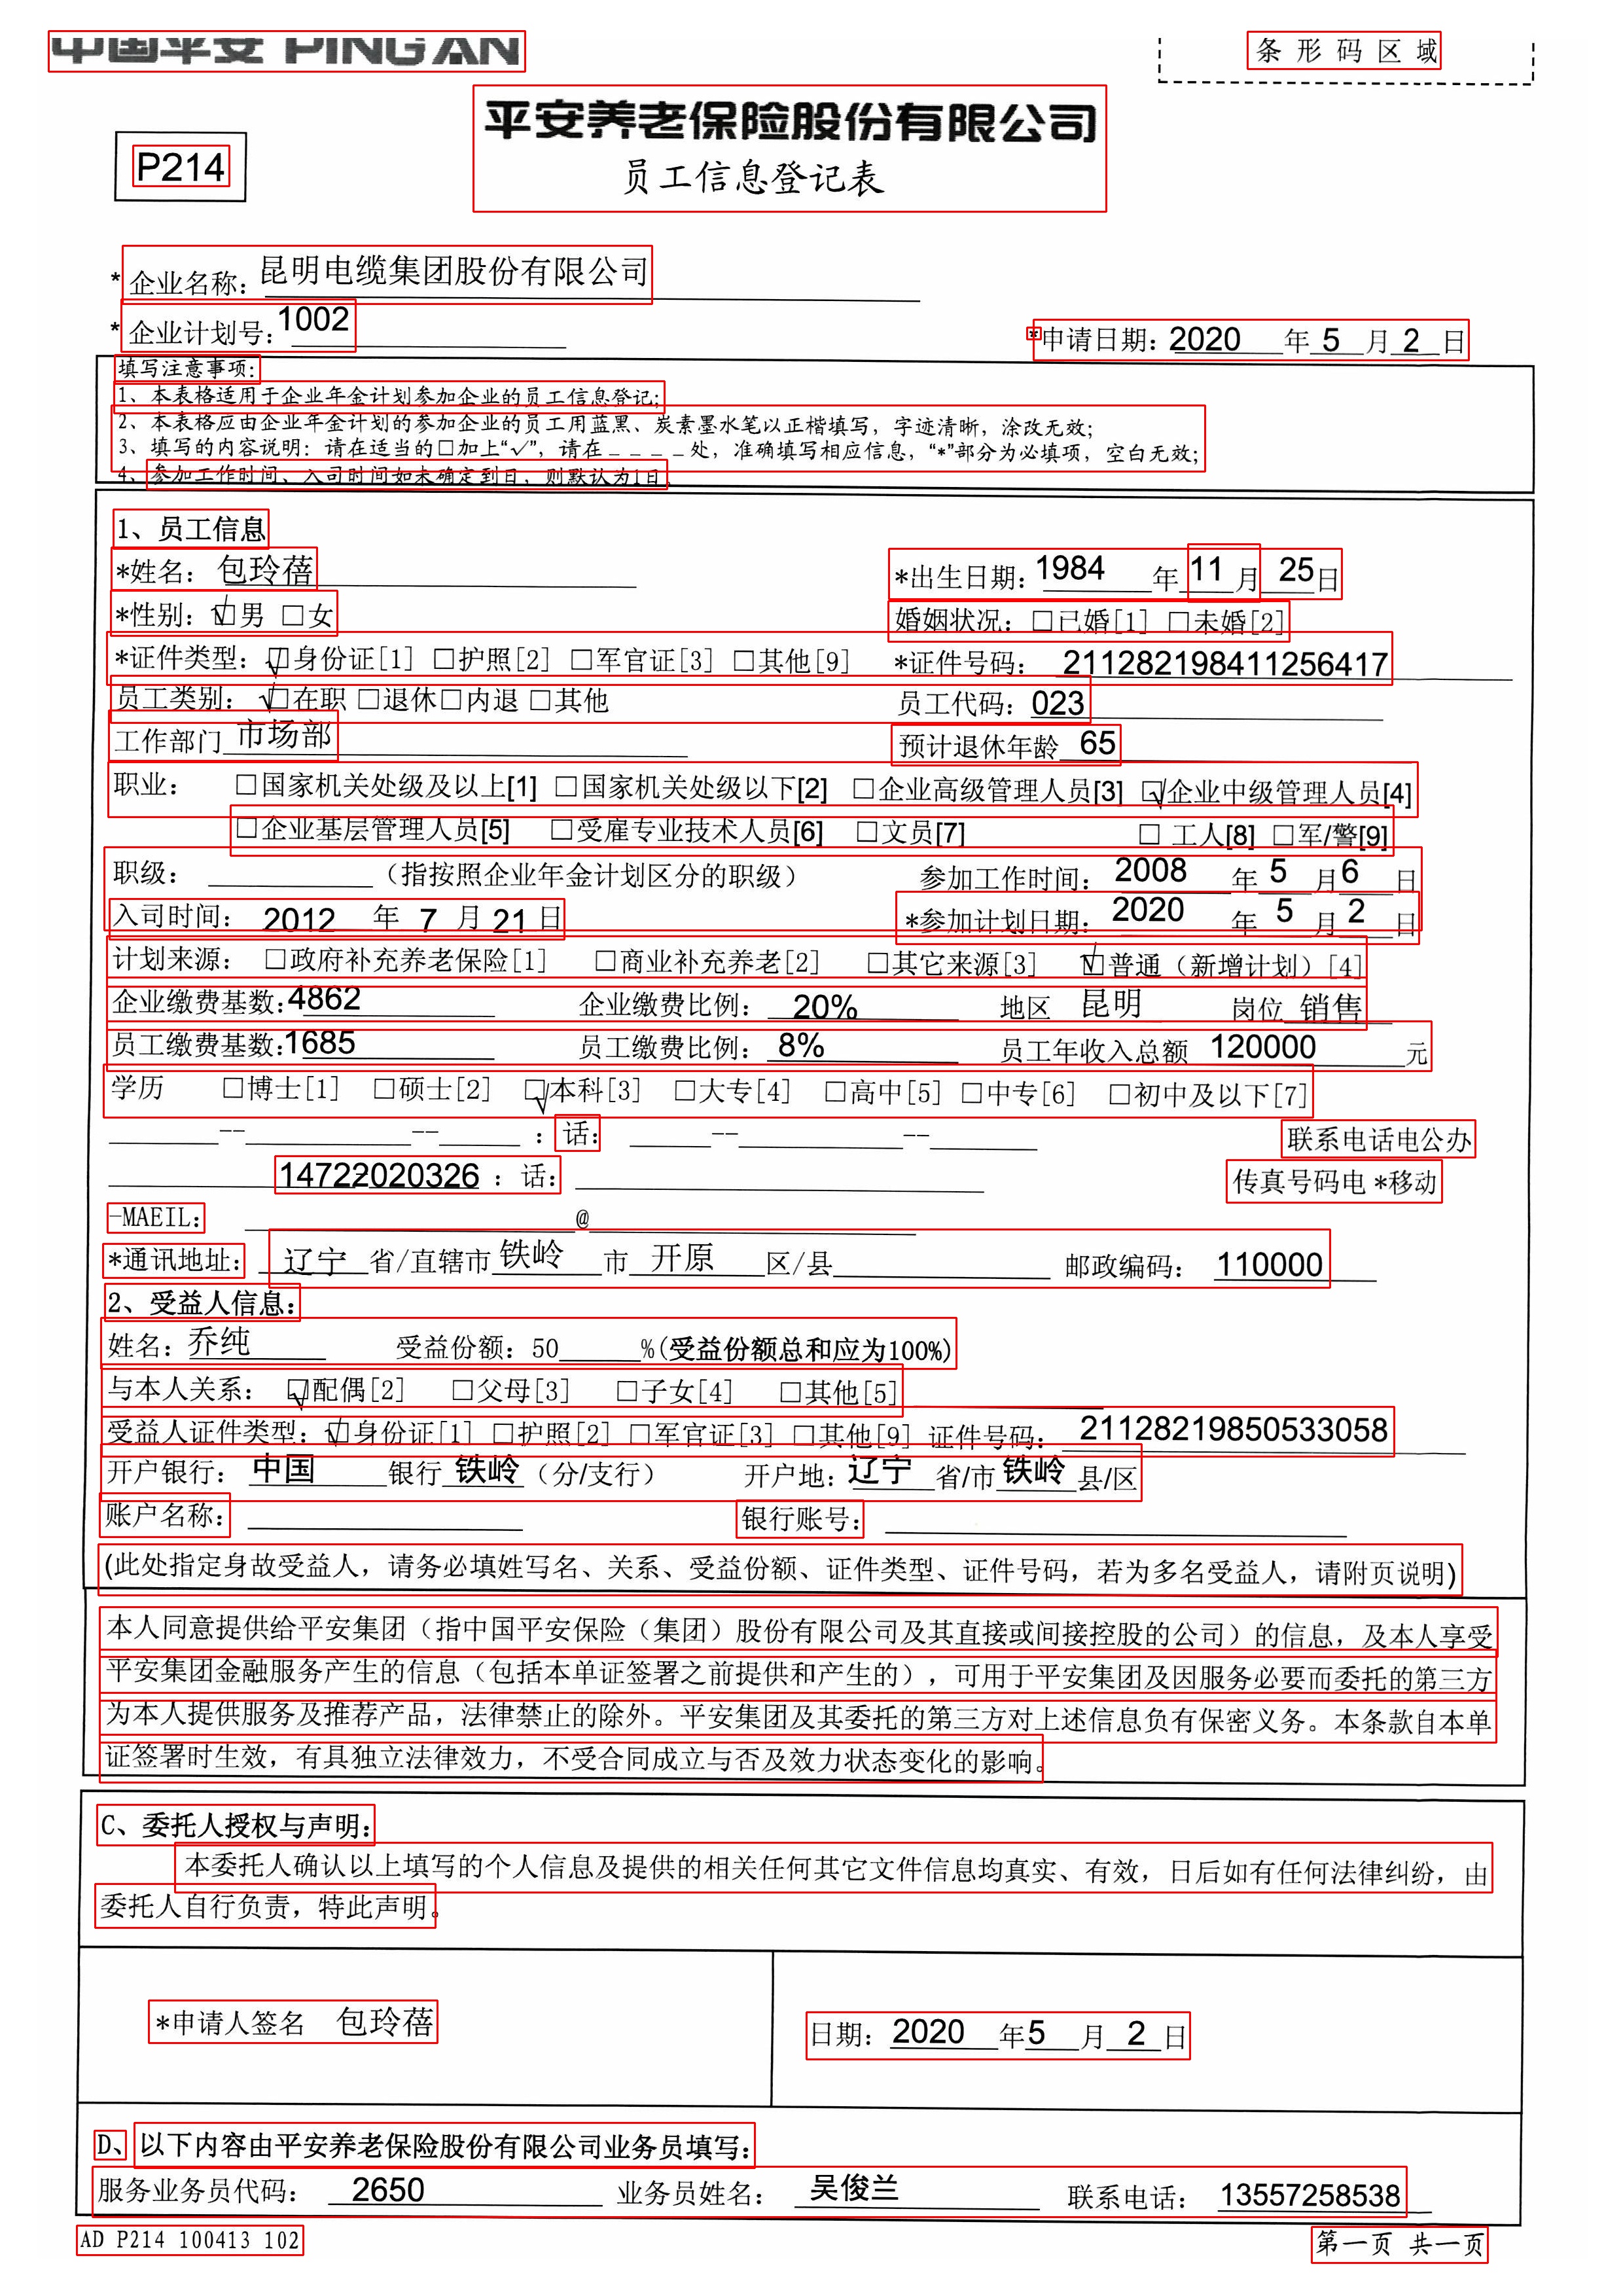 中国平安 PING AN
条 形 码 区 域
平安养老保险股份有限公司
P214
员工信息登记表
* 企业名称：昆明电缆集团股份有限公司
* 企业计划号：1002 *申请日期：2020 年 5 月 2 日
填写注意事项：
1、本表格适用于企业年金计划参加企业的员工信息登记；
2、本表格应由企业年金计划的参加企业的员工用蓝黑、炭素墨水笔以正楷填写，字迹清晰，涂改无效；
3、填写的内容说明：请在适当的□加上“√”，请在____处，准确填写相应信息，“*”部分为必填项，空白无效；
4、参加工作时间、入司时间如未确定到日，则默认为1日
1、员工信息
*姓名：包玲蓓 *出生日期：1984 年 11 月 25 日
*性别：☑男 □女 婚姻状况：□已婚[1] □未婚[2]
*证件类型：☑身份证[1] □护照[2] □军官证[3] □其他[9] *证件号码：211282198411256417
员工类别：☑在职 □退休□内退 □其他 员工代码：023
工作部门 市场部 预计退休年龄 65
职业： □国家机关处级及以上[1] □国家机关处级以下[2] □企业高级管理人员[3] ☑企业中级管理人员[4]
□企业基层管理人员[5] □受雇专业技术人员[6] □文员[7] □ 工人[8] □军/警[9]
职级：______（指按照企业年金计划区分的职级） 参加工作时间：2008 年 5 月 6 日
入司时间：2012 年 7 月 21 日 *参加计划日期：2020 年 5 月 2 日
计划来源：□政府补充养老保险[1] □商业补充养老[2] □其它来源[3] ☑普通（新增计划）[4]
企业缴费基数：4862 企业缴费比例：20% 地区 昆明 岗位 销售
员工缴费基数：1685 员工缴费比例：8% 员工年收入总额 120000 元
学历 □博士[1] □硕士[2] ☑本科[3] □大专[4] □高中[5] □中专[6] □初中及以下[7]
____--______--____ ：话：____--______--____ 联系电话电公办
14722020326 ：话：____________ 传真号码电 *移动
-MAEIL：________@________
*通讯地址：辽宁 省/直辖市 铁岭 市 开原 区/县________ 邮政编码：110000
2、受益人信息：
姓名：乔纯 受益份额：50____%(受益份额总和应为100%)
与本人关系：☑配偶[2] □父母[3] □子女[4] □其他[5]
受益人证件类型：☑身份证[1] □护照[2] □军官证[3] □其他[9] 证件号码：21128219850533058
开户银行：中国 银行 铁岭（分/支行） 开户地：辽宁 省/市 铁岭 县/区
账户名称：________ 银行账号：________
(此处指定身故受益人，请务必填姓写名、关系、受益份额、证件类型、证件号码，若为多名受益人，请附页说明)
本人同意提供给平安集团（指中国平安保险（集团）股份有限公司及其直接或间接控股的公司）的信息，及本人享受
平安集团金融服务产生的信息（包括本单证签署之前提供和产生的），可用于平安集团及因服务必要而委托的第三方
为本人提供服务及推荐产品，法律禁止的除外。平安集团及其委托的第三方对上述信息负有保密义务。本条款自本单
证签署时生效，有具独立法律效力，不受合同成立与否及效力状态变化的影响。
C、委托人授权与声明：
本委托人确认以上填写的个人信息及提供的相关任何其它文件信息均真实、有效，日后如有任何法律纠纷，由
委托人自行负责，特此声明。
*申请人签名 包玲蓓 日期：2020 年 5 月 2 日
D、以下内容由平安养老保险股份有限公司业务员填写：
服务业务员代码：2650 业务员姓名：吴俊兰 联系电话：13557258538
AD P214 100413 102 第一页 共一页